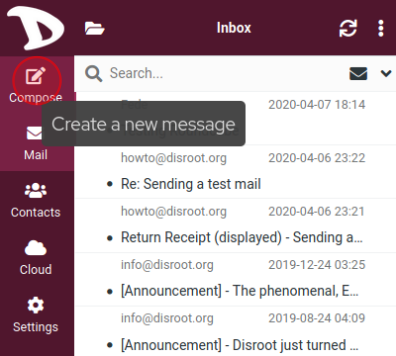 Inbox
Search...
Compose
2020-04-07 18:14
Create a new message
Mail
howto@disroot.org 2020-04-06 23:22
Re: Sending a test mail
Contacts
howto@disroot.org 2020-04-06 23:21
Return Receipt (displayed) - Sending a...
Cloud
info@disroot.org 2019-12-24 03:25
[Announcement] - The phenomenal, E...
Settings
info@disroot.org 2019-08-24 04:09
[Announcement] - Disroot just turned ...